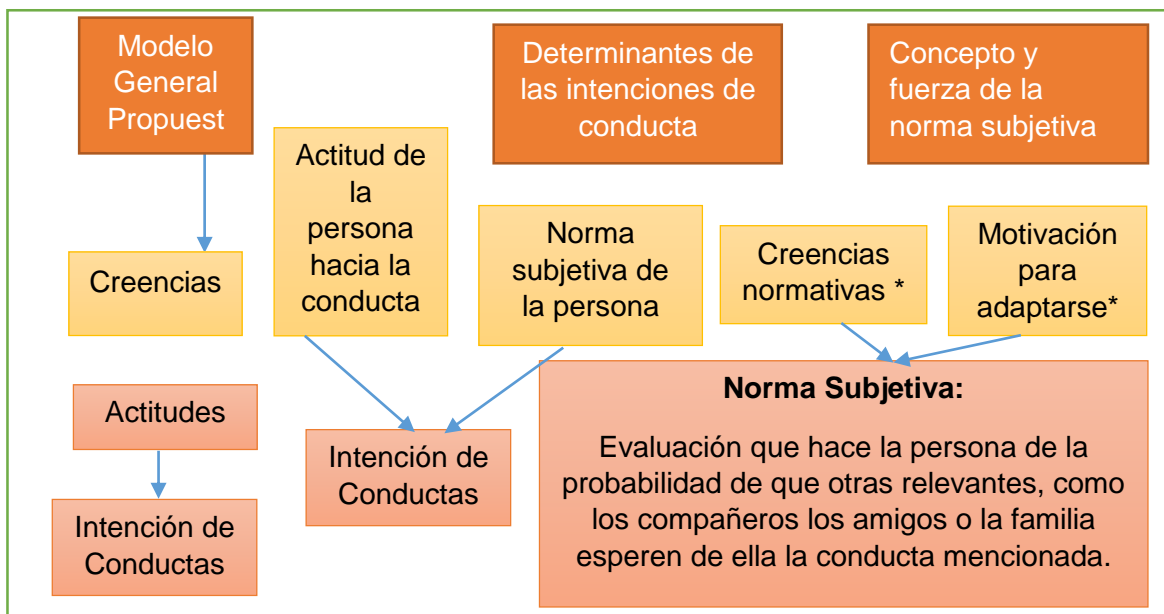 Modelo
General
Propuest
Determinantes de
las intenciones de
conducta
Concepto y
fuerza de la
norma subjetiva
Creencias
Actitud de
la
persona
hacia la
conducta
Norma
subjetiva de
la persona
Creencias
normativas *
Motivación
para
adaptarse*
Actitudes
Intención de
Conductas
Intención de
Conductas
Norma Subjetiva:
Evaluación que hace la persona de la
probabilidad de que otras relevantes, como
los compañeros los amigos o la familia
esperen de ella la conducta mencionada.